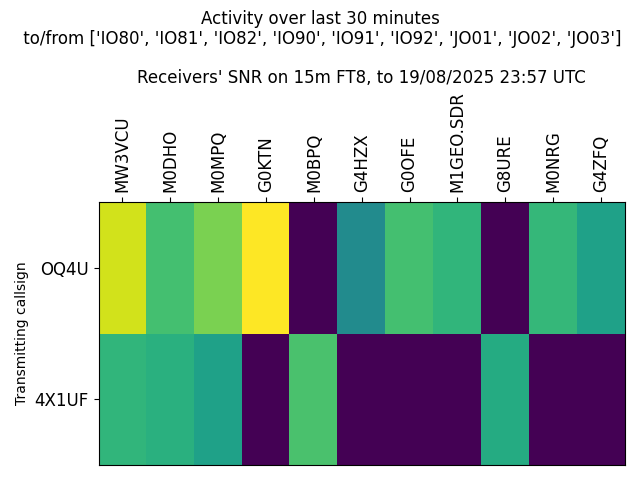 Activity over last 30 minutes
to/from ['IO80', 'IO81', 'IO82', 'IO90', 'IO91', 'IO92', 'JO01', 'JO02', 'JO03']
Receivers' SNR on 15m FT8, to 19/08/2025 23:57 UTC
MW3VCU
M0DHO
M0MPQ
G0KTN
M0BPQ
G4HZX
G0OFE
M1GEO.SDR
G8URE
M0NRG
G4ZFQ
Transmitting callsign
OQ4U
4X1UF